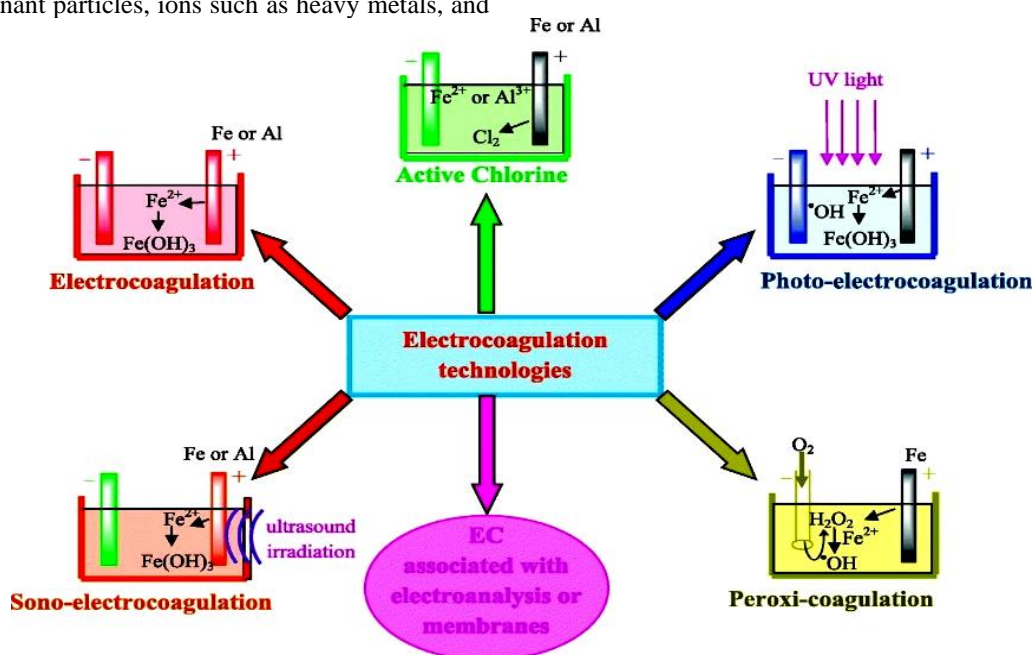 nant particles, ions such as heavy metals, and
Fe or Al
− +
Fe²⁺ or Al³⁺
Cl₂
Active Chlorine
Fe or Al
− +
Fe²⁺
Fe(OH)₃
Electrocoagulation
UV light
− +
Fe²⁺
•OH
Fe(OH)₃
Photo-electrocoagulation
Electrocoagulation
technologies
Fe or Al
− +
Fe²⁺
Fe(OH)₃
ultrasound
irradiation
Sono-electrocoagulation
EC
associated with
electroanalysis or
membranes
O₂
Fe
− +
H₂O₂
Fe²⁺
•OH
Peroxi-coagulation